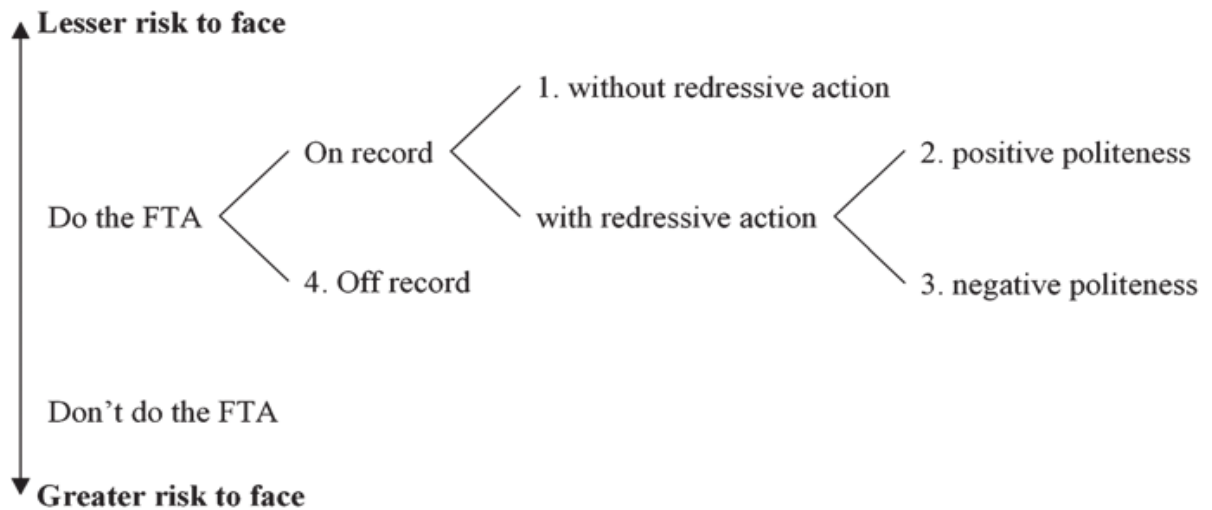 Lesser risk to face
1. without redressive action
On record
2. positive politeness
Do the FTA
with redressive action
4. Off record
3. negative politeness
Don’t do the FTA
Greater risk to face